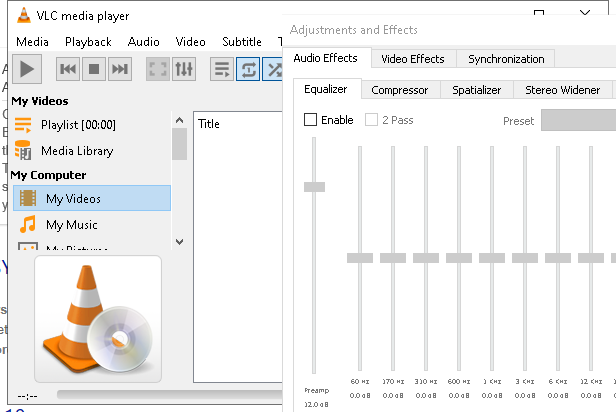 VLC media player
Media Playback Audio Video Subtitle T
My Videos
Playlist [00:00]
Media Library
My Computer
My Videos
My Music
My Pictures
Title
--:--
Adjustments and Effects
Audio Effects Video Effects Synchronization
Equalizer Compressor Spatializer Stereo Widener
Enable 2 Pass Preset
60 Hz 170 Hz 310 Hz 600 Hz 1 KHz 3 KHz 6 KHz 12 KHz
Preamp 0.0 dB 0.0 dB 0.0 dB 0.0 dB 0.0 dB 0.0 dB 0.0 dB 0.0 dB
12.0 dB